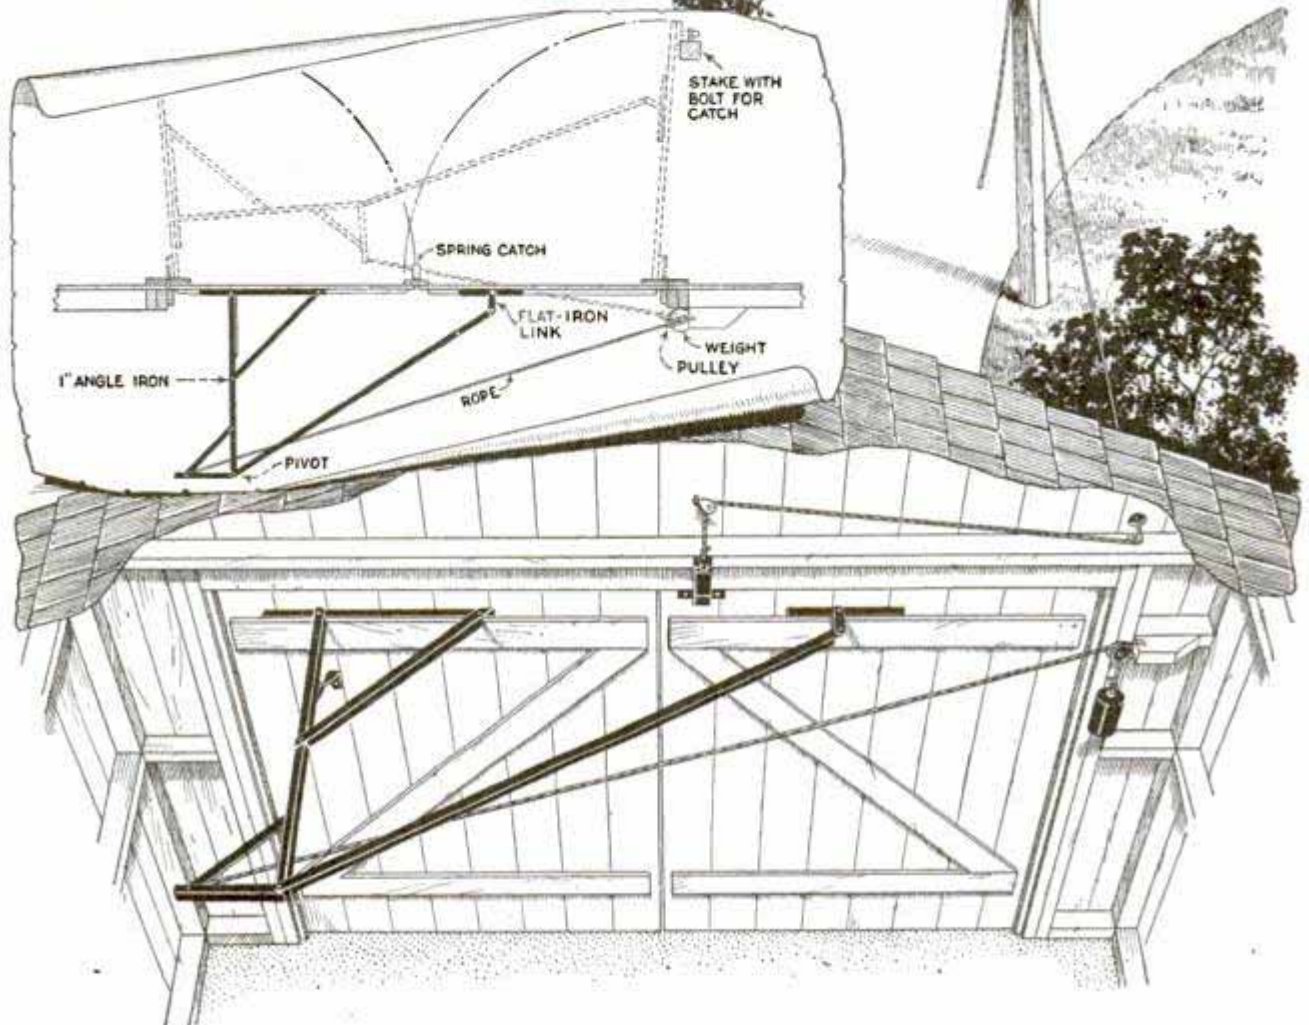 STAKE WITH
BOLT FOR
CATCH
SPRING CATCH
FLAT-IRON
LINK
WEIGHT
PULLEY
1" ANGLE IRON
ROPE
PIVOT